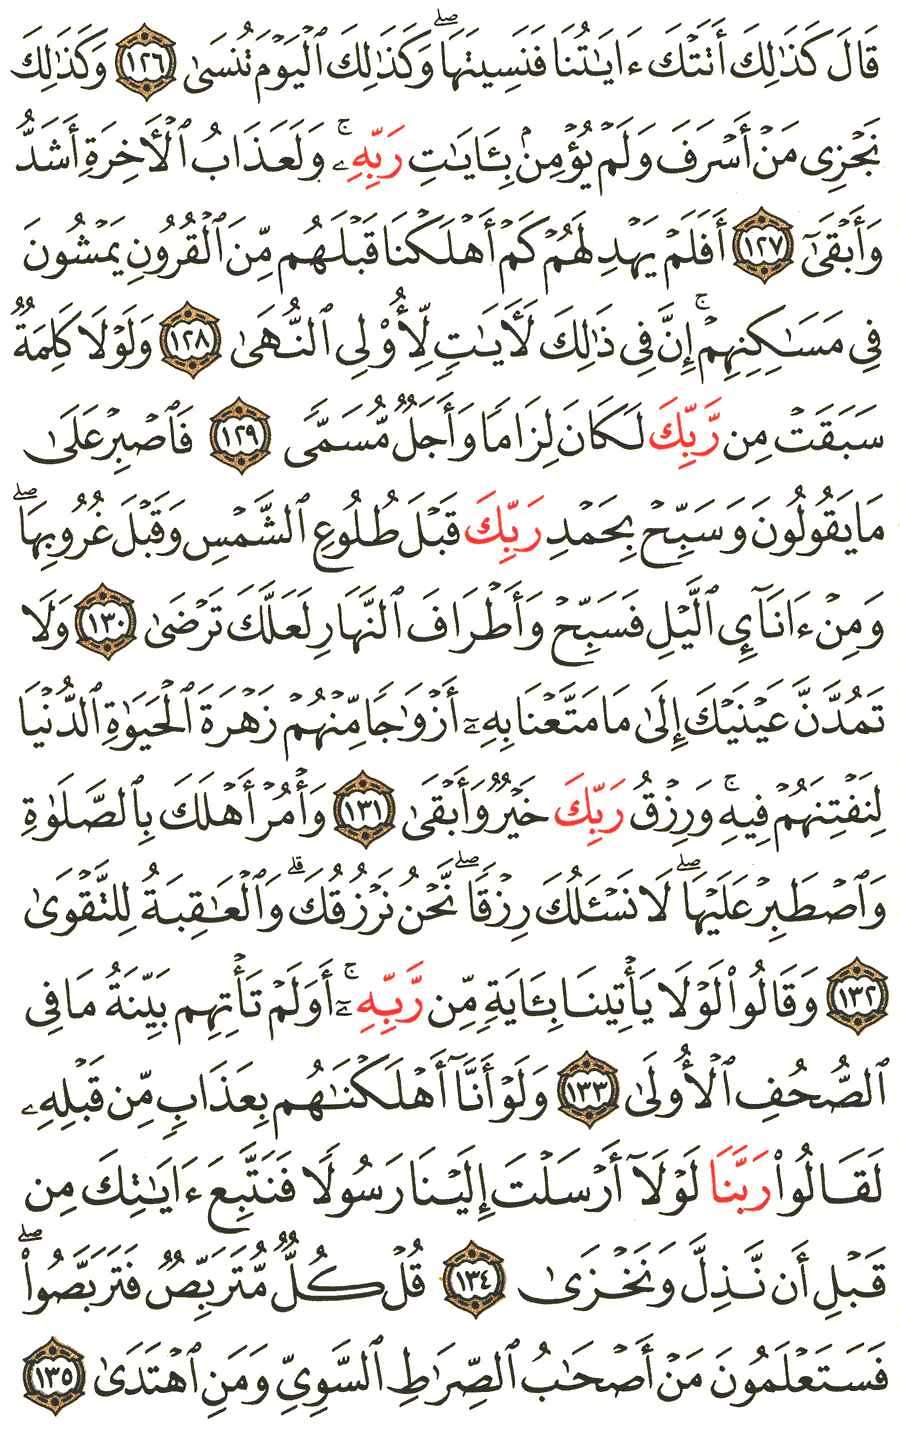 قَالَ كَذَٰلِكَ أَتَتْكَ ءَايَٰتُنَا فَنَسِيتَهَاۖ وَكَذَٰلِكَ ٱلْيَوْمَ تُنسَىٰ ١٢٦ وَكَذَٰلِكَ
نَجْزِى مَنْ أَسْرَفَ وَلَمْ يُؤْمِنۢ بِـَٔايَٰتِ رَبِّهِۦۚ وَلَعَذَابُ ٱلْأَخِرَةِ أَشَدُّ
وَأَبْقَىٰٓ ١٢٧ أَفَلَمْ يَهْدِ لَهُمْ كَمْ أَهْلَكْنَا قَبْلَهُم مِّنَ ٱلْقُرُونِ يَمْشُونَ
فِى مَسَٰكِنِهِمْۚ إِنَّ فِى ذَٰلِكَ لَأَيَٰتٍ لِّأُو۟لِى ٱلنُّهَىٰ ١٢٨ وَلَوْلَا كَلِمَةٌ
سَبَقَتْ مِن رَّبِّكَ لَكَانَ لِزَامًا وَأَجَلٌ مُّسَمًّى ١٢٩ فَٱصْبِرْ عَلَىٰ
مَا يَقُولُونَ وَسَبِّحْ بِحَمْدِ رَبِّكَ قَبْلَ طُلُوعِ ٱلشَّمْسِ وَقَبْلَ غُرُوبِهَاۖ
وَمِنْ ءَانَآئِ ٱلَّيْلِ فَسَبِّحْ وَأَطْرَافَ ٱلنَّهَارِ لَعَلَّكَ تَرْضَىٰ ١٣٠ وَلَا
تَمُدَّنَّ عَيْنَيْكَ إِلَىٰ مَا مَتَّعْنَا بِهِۦٓ أَزْوَٰجًا مِّنْهُمْ زَهْرَةَ ٱلْحَيَوٰةِ ٱلدُّنْيَا
لِنَفْتِنَهُمْ فِيهِۚ وَرِزْقُ رَبِّكَ خَيْرٌ وَأَبْقَىٰ ١٣١ وَأْمُرْ أَهْلَكَ بِٱلصَّلَوٰةِ
وَٱصْطَبِرْ عَلَيْهَاۖ لَا نَسْـَٔلُكَ رِزْقًاۖ نَّحْنُ نَرْزُقُكَۗ وَٱلْعَٰقِبَةُ لِلتَّقْوَىٰ
١٣٢ وَقَالُوا۟ لَوْلَا يَأْتِينَا بِـَٔايَةٍ مِّن رَّبِّهِۦٓۚ أَوَلَمْ تَأْتِهِم بَيِّنَةُ مَا فِى
ٱلصُّحُفِ ٱلْأُولَىٰ ١٣٣ وَلَوْ أَنَّآ أَهْلَكْنَٰهُم بِعَذَابٍ مِّن قَبْلِهِۦ
لَقَالُوا۟ رَبَّنَا لَوْلَآ أَرْسَلْتَ إِلَيْنَا رَسُولًا فَنَتَّبِعَ ءَايَٰتِكَ مِن
قَبْلِ أَن نَّذِلَّ وَنَخْزَىٰ ١٣٤ قُلْ كُلٌّ مُّتَرَبِّصٌ فَتَرَبَّصُوا۟ۖ
فَسَتَعْلَمُونَ مَنْ أَصْحَٰبُ ٱلصِّرَٰطِ ٱلسَّوِىِّ وَمَنِ ٱهْتَدَىٰ ١٣٥